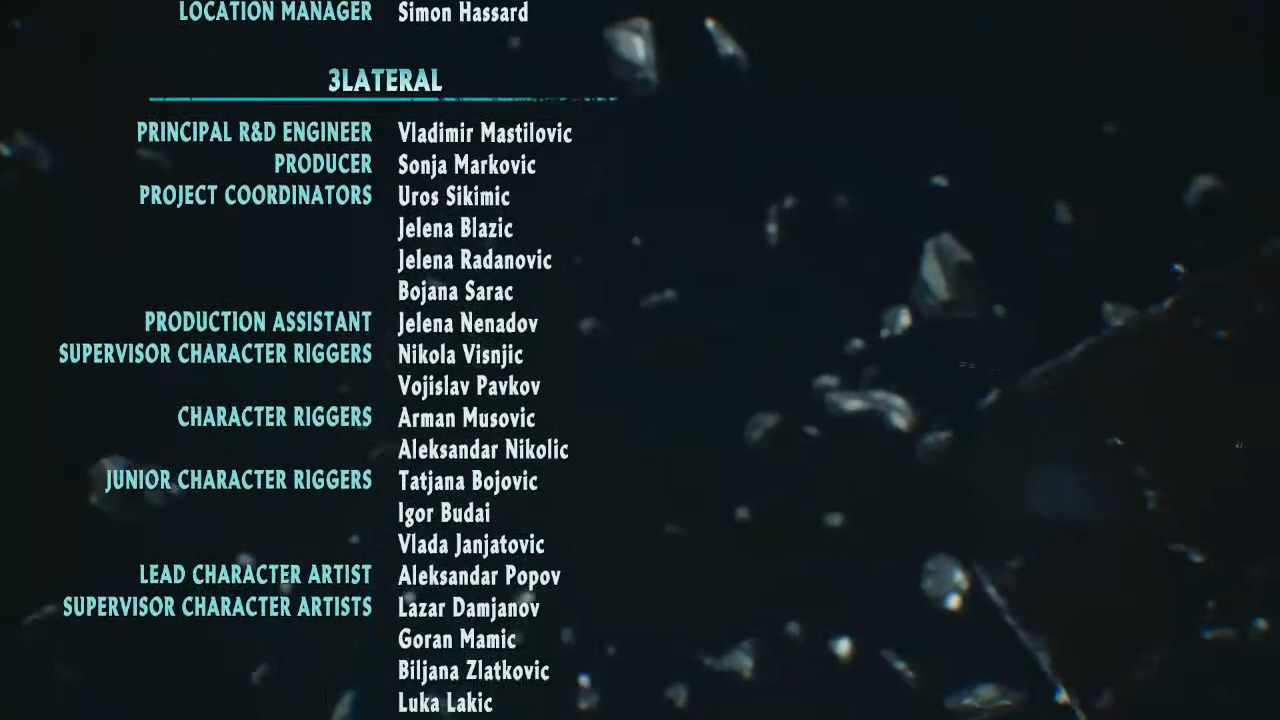 LOCATION MANAGER Simon Hassard
3LATERAL
PRINCIPAL R&D ENGINEER Vladimir Mastilovic
PRODUCER Sonja Markovic
PROJECT COORDINATORS Uros Sikimic
Jelena Blazic
Jelena Radanovic
Bojana Sarac
PRODUCTION ASSISTANT Jelena Nenadov
SUPERVISOR CHARACTER RIGGERS Nikola Visnjic
Vojislav Pavkov
CHARACTER RIGGERS Arman Musovic
Aleksandar Nikolic
JUNIOR CHARACTER RIGGERS Tatjana Bojovic
Igor Budai
Vlada Janjatovic
LEAD CHARACTER ARTIST Aleksandar Popov
SUPERVISOR CHARACTER ARTISTS Lazar Damjanov
Goran Mamic
Biljana Zlatkovic
Luka Lakic